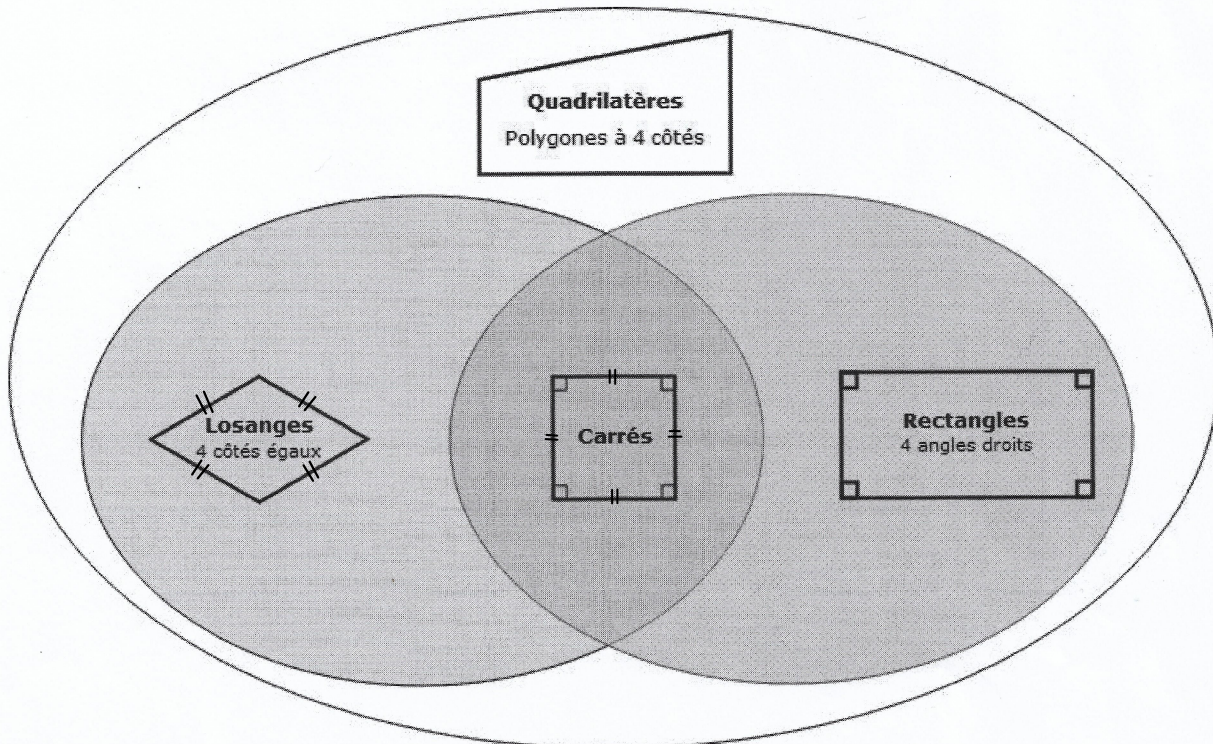 Quadrilatères
Polygones à 4 côtés
Losanges
4 côtés égaux
Carrés
Rectangles
4 angles droits